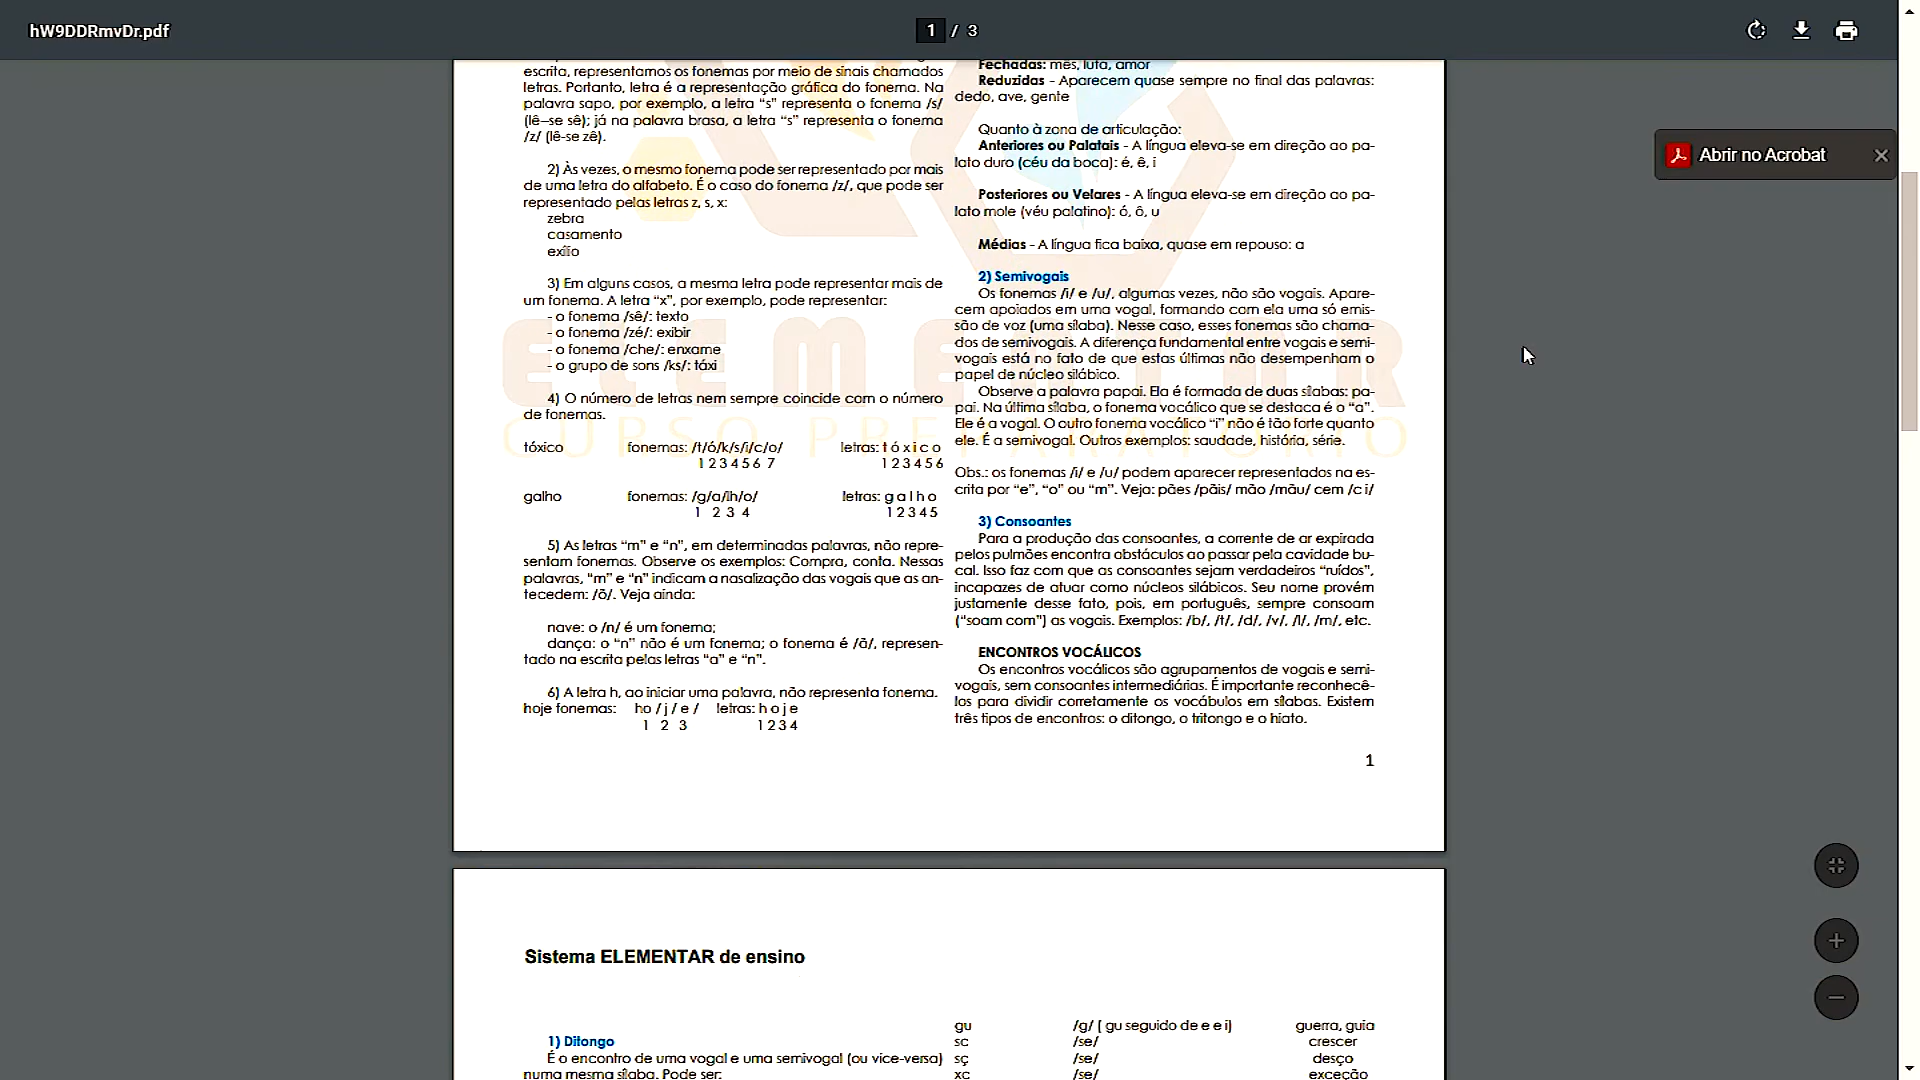 hW9DDRmvDr.pdf
1 / 3
Abrir no Acrobat
escrita, representamos os fonemas por meio de sinais chamados
letras. Portanto, letra é a representação gráfica do fonema. Na
palavra sapo, por exemplo, a letra “s” representa o fonema /s/
(lê–se sê); já na palavra brasa, a letra “s” representa o fonema
/z/ (lê-se zê).
2) Às vezes, o mesmo fonema pode ser representado por mais
de uma letra do alfabeto. É o caso do fonema /z/, que pode ser
representado pelas letras z, s, x:
zebra
casamento
exílio
3) Em alguns casos, a mesma letra pode representar mais de
um fonema. A letra “x”, por exemplo, pode representar:
- o fonema /sê/: texto
- o fonema /zé/: exibir
- o fonema /che/: enxame
- o grupo de sons /ks/: táxi
4) O número de letras nem sempre coincide com o número
de fonemas.
tóxico fonemas: /t/ó/k/s/i/c/o/ letras: t ó x i c o
1 2 3 4 5 6 7 1 2 3 4 5 6
galho fonemas: /g/a/lh/o/ letras: g a l h o
1 2 3 4 1 2 3 4 5
5) As letras “m” e “n”, em determinadas palavras, não repre-
sentam fonemas. Observe os exemplos: Compra, conta. Nessas
palavras, “m” e “n” indicam a nasalização das vogais que as an-
tecedem: /õ/. Veja ainda:
nave: o /n/ é um fonema;
dança: o “n” não é um fonema; o fonema é /ã/, represen-
tado na escrita pelas letras “a” e “n”.
6) A letra h, ao iniciar uma palavra, não representa fonema.
hoje fonemas: ho / j / e / letras: h o j e
1 2 3 1 2 3 4
Fechadas: mês, luta, amor
Reduzidas - Aparecem quase sempre no final das palavras:
dedo, ave, gente
Quanto à zona de articulação:
Anteriores ou Palatais - A língua eleva-se em direção ao pa-
lato duro (céu da boca): é, ê, i
Posteriores ou Velares - A língua eleva-se em direção ao pa-
lato mole (véu palatino): ó, ô, u
Médias - A língua fica baixa, quase em repouso: a
2) Semivogais
Os fonemas /i/ e /u/, algumas vezes, não são vogais. Apare-
cem apoiados em uma vogal, formando com ela uma só emis-
são de voz (uma sílaba). Nesse caso, esses fonemas são chama-
dos de semivogais. A diferença fundamental entre vogais e semi-
vogais está no fato de que estas últimas não desempenham o
papel de núcleo silábico.
Observe a palavra papai. Ela é formada de duas sílabas: pa-
pai. Na última sílaba, o fonema vocálico que se destaca é o “a”.
Ele é a vogal. O outro fonema vocálico “i” não é tão forte quanto
ele. É a semivogal. Outros exemplos: saudade, história, série.
Obs.: os fonemas /i/ e /u/ podem aparecer representados na es-
crita por “e”, “o” ou “m”. Veja: pães /pãis/ mão /mãu/ cem /c i/
3) Consoantes
Para a produção das consoantes, a corrente de ar expirada
pelos pulmões encontra obstáculos ao passar pela cavidade bu-
cal. Isso faz com que as consoantes sejam verdadeiros “ruídos”,
incapazes de atuar como núcleos silábicos. Seu nome provém
justamente desse fato, pois, em português, sempre consoam
(“soam com”) as vogais. Exemplos: /b/, /t/, /d/, /v/, /l/, /m/, etc.
ENCONTROS VOCÁLICOS
Os encontros vocálicos são agrupamentos de vogais e semi-
vogais, sem consoantes intermediárias. É importante reconhecê-
los para dividir corretamente os vocábulos em sílabas. Existem
três tipos de encontros: o ditongo, o tritongo e o hiato.
ELEMENTAR
CURSO PREPARATÓRIO
1
Sistema ELEMENTAR de ensino
1) Ditongo
É o encontro de uma vogal e uma semivogal (ou vice-versa)
numa mesma sílaba. Pode ser:
gu /g/ ( gu seguido de e e i) guerra, guia
sc /se/ crescer
sç /se/ desço
xc /se/ exceção